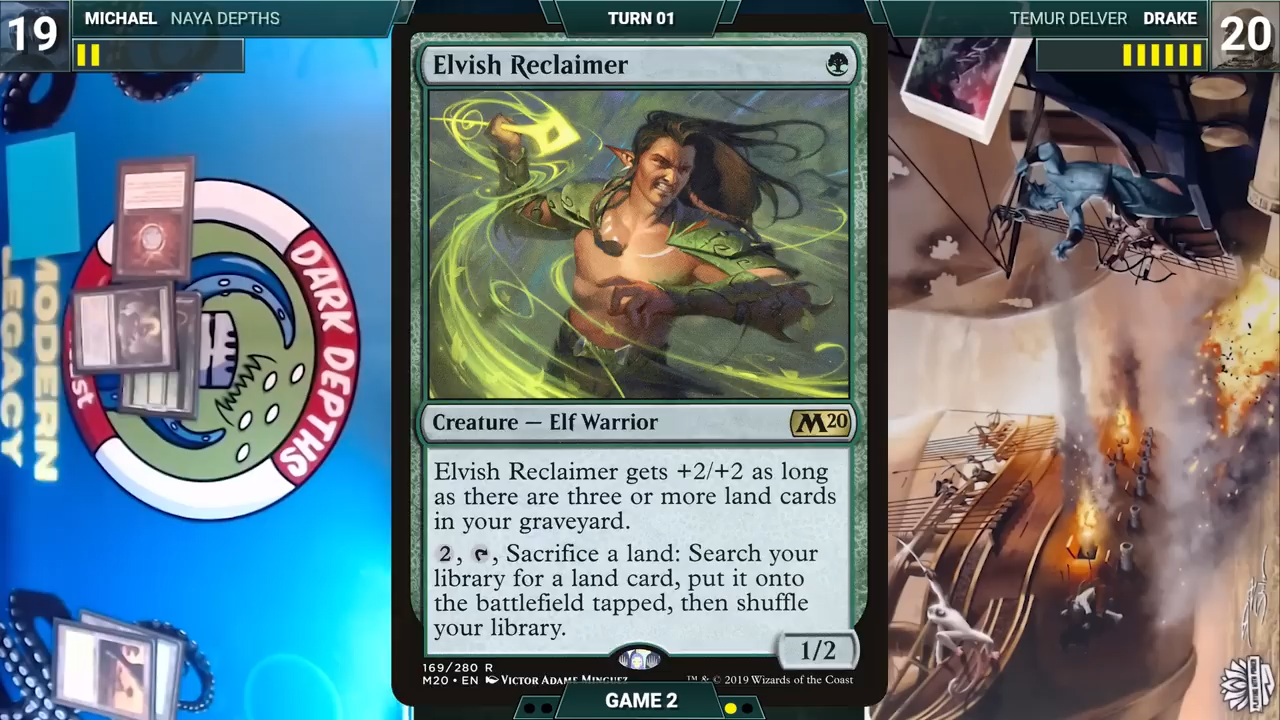 19
MICHAEL NAYA DEPTHS
TURN 01
TEMUR DELVER DRAKE
20
Elvish Reclaimer
Creature — Elf Warrior
M20
Elvish Reclaimer gets +2/+2 as long
as there are three or more land cards
in your graveyard.
2, , Sacrifice a land: Search your
library for a land card, put it onto
the battlefield tapped, then shuffle
your library.
1/2
169/280 R
M20 • EN VICTOR ADAME MINGUEZ
™ & © 2019 Wizards of the Coast
GAME 2
DARK DEPTHS
MODERN
LEGACY